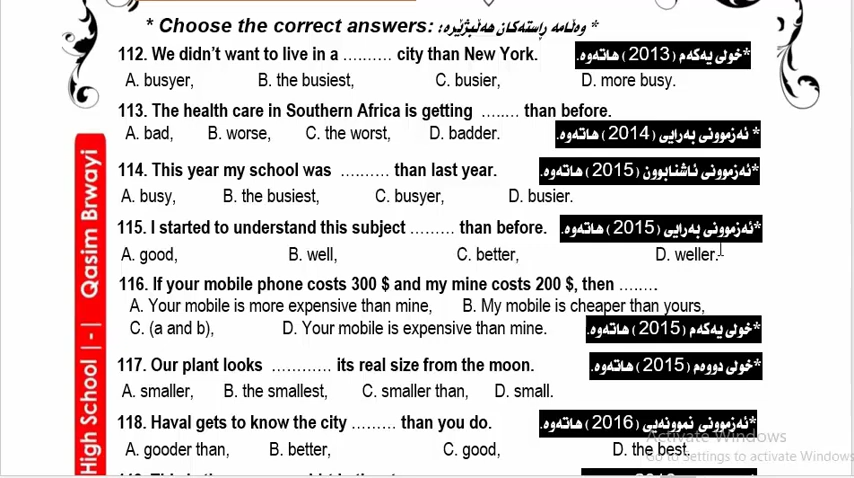 * Choose the correct answers: وەڵامە ڕاستەکان هەڵبژێرە: *
112. We didn't want to live in a .......... city than New York. *خولی یەکەم (2013) هاتەوە.
A. busyer, B. the busiest, C. busier, D. more busy.
113. The health care in Southern Africa is getting ........ than before.
A. bad, B. worse, C. the worst, D. badder. * ئەزموونی بەرایی (2014) هاتەوە.
114. This year my school was .......... than last year. *ئەزموونی ئاشنابوون (2015) هاتەوە.
A. busy, B. the busiest, C. busyer, D. busier.
115. I started to understand this subject ......... than before. *ئەزموونی بەرایی (2015) هاتەوە.
A. good, B. well, C. better, D. weller.
116. If your mobile phone costs 300 $ and my mine costs 200 $, then ........
A. Your mobile is more expensive than mine, B. My mobile is cheaper than yours,
C. (a and b), D. Your mobile is expensive than mine. *خولی یەکەم (2015) هاتەوە.
117. Our plant looks ............ its real size from the moon. *خولی دووەم (2015) هاتەوە.
A. smaller, B. the smallest, C. smaller than, D. small.
118. Haval gets to know the city ......... than you do. *ئەزموونی نموونەیی (2016) هاتەوە.
A. gooder than, B. better, C. good, D. the best.
High School | - | Qasim Brwayi
Activate Windows
Go to Settings to activate Windows